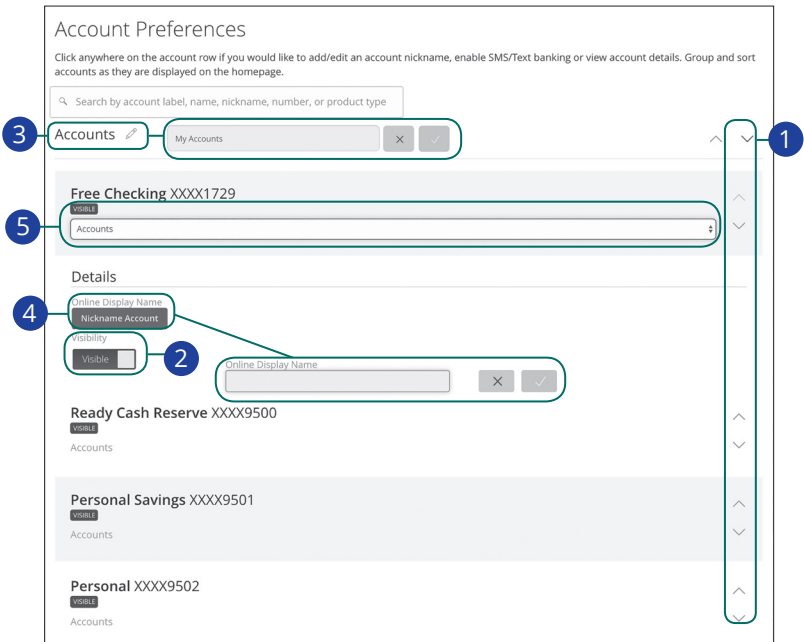 Account Preferences
Click anywhere on the account row if you would like to add/edit an account nickname, enable SMS/Text banking or view account details. Group and sort
accounts as they are displayed on the homepage.
Search by account label, name, nickname, number, or product type
3
Accounts
My Accounts
1
Free Checking XXXX1729
VISIBLE
5
Accounts
Details
Online Display Name
4
Nickname Account
Visibility
Visible
2
Online Display Name
Ready Cash Reserve XXXX9500
VISIBLE
Accounts
Personal Savings XXXX9501
VISIBLE
Accounts
Personal XXXX9502
VISIBLE
Accounts